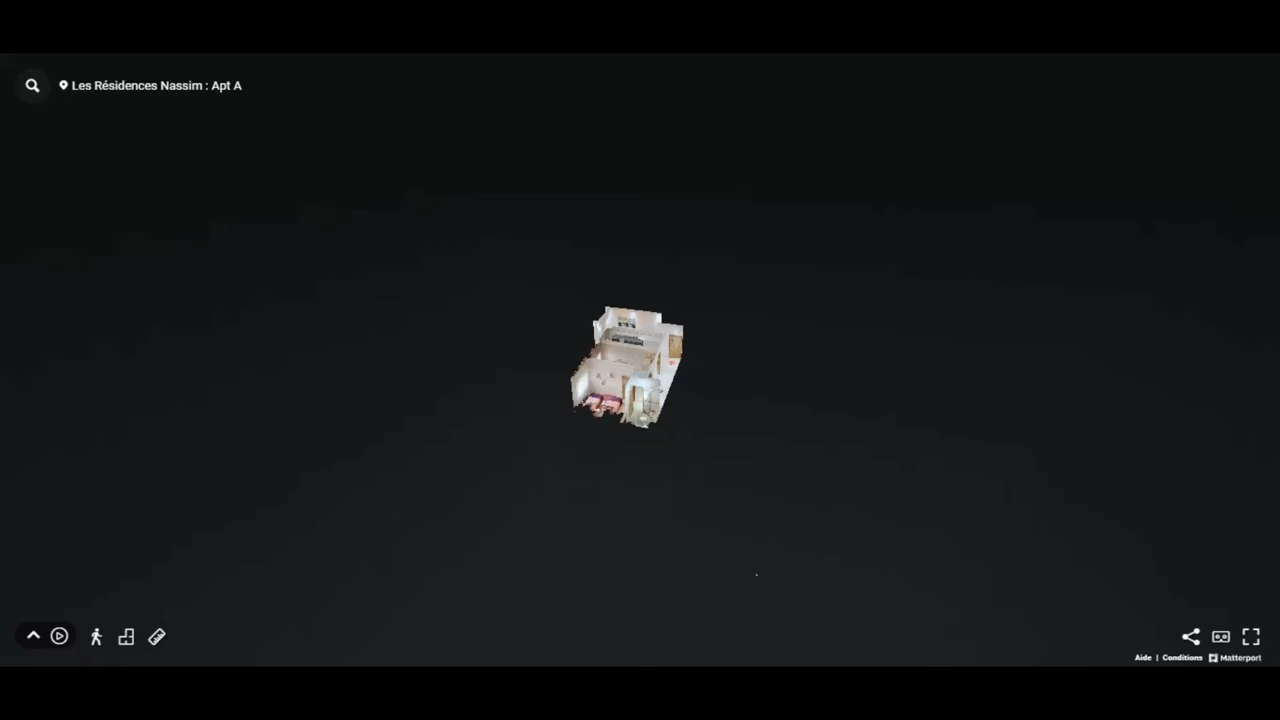 Les Résidences Nassim : Apt A
Aide | Conditions Matterport